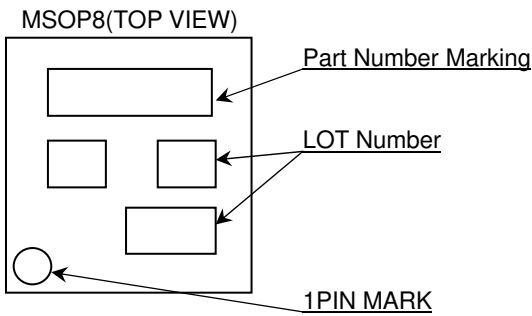 MSOP8(TOP VIEW)
Part Number Marking
LOT Number
1PIN MARK